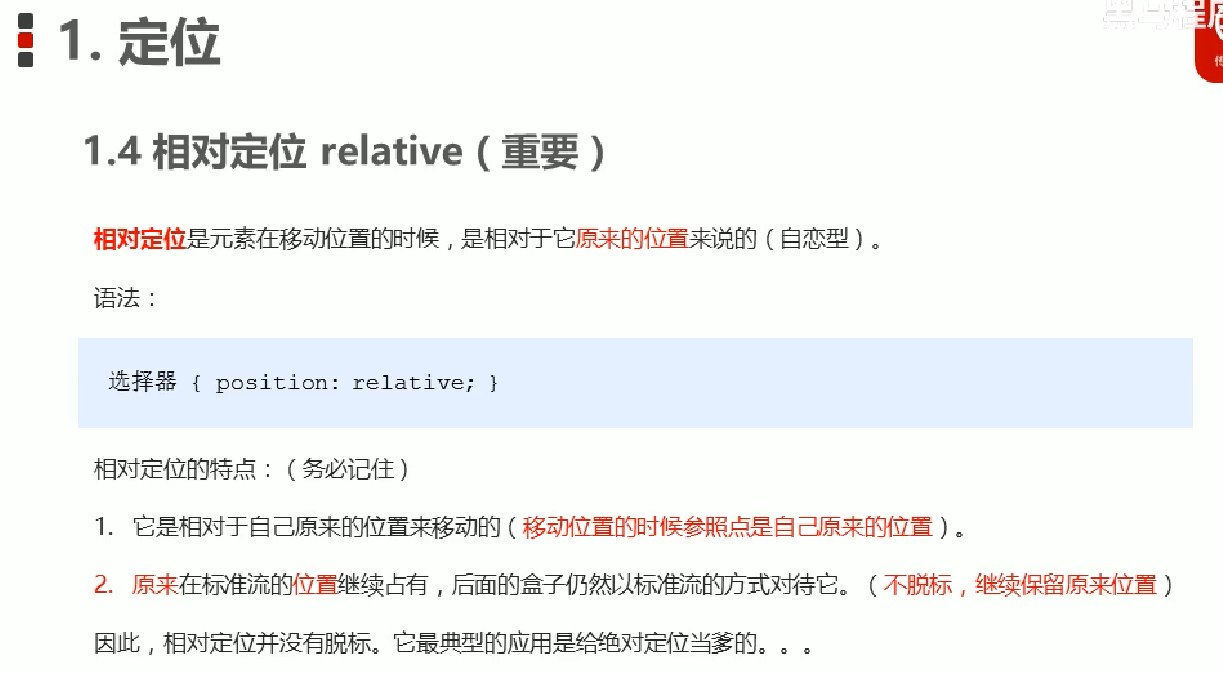 黑马程
1. 定位
1.4 相对定位 relative（重要）
相对定位是元素在移动位置的时候，是相对于它原来的位置来说的（自恋型）。
语法：
选择器 { position: relative; }
相对定位的特点：（务必记住）
1. 它是相对于自己原来的位置来移动的（移动位置的时候参照点是自己原来的位置）。
2. 原来在标准流的位置继续占有，后面的盒子仍然以标准流的方式对待它。（不脱标，继续保留原来位置）
因此，相对定位并没有脱标。它最典型的应用是给绝对定位当爹的。。。